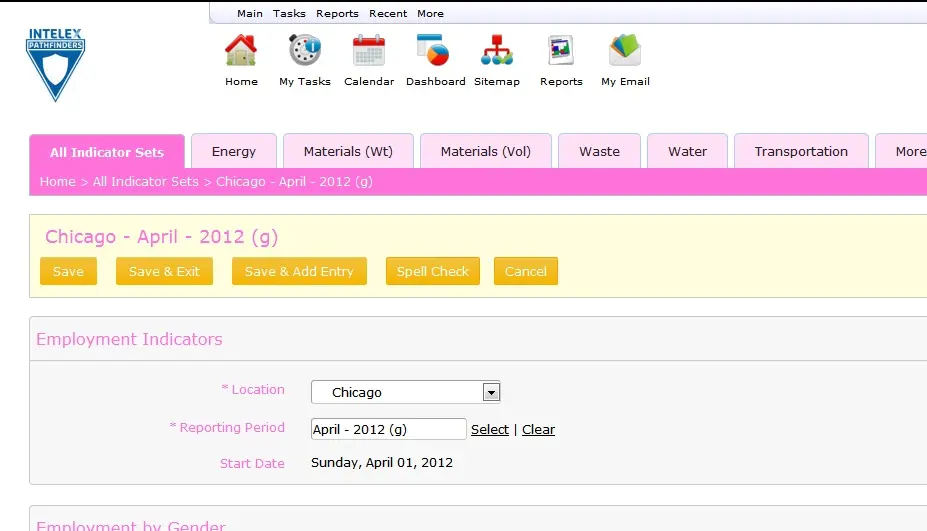 Main Tasks Reports Recent More
INTELEX
PATHFINDERS
Home My Tasks Calendar Dashboard Sitemap Reports My Email
All Indicator Sets Energy Materials (Wt) Materials (Vol) Waste Water Transportation More
Home > All Indicator Sets > Chicago - April - 2012 (g)
Chicago - April - 2012 (g)
Save Save & Exit Save & Add Entry Spell Check Cancel
Employment Indicators
* Location Chicago
* Reporting Period April - 2012 (g) Select | Clear
Start Date Sunday, April 01, 2012
Employment by Gender